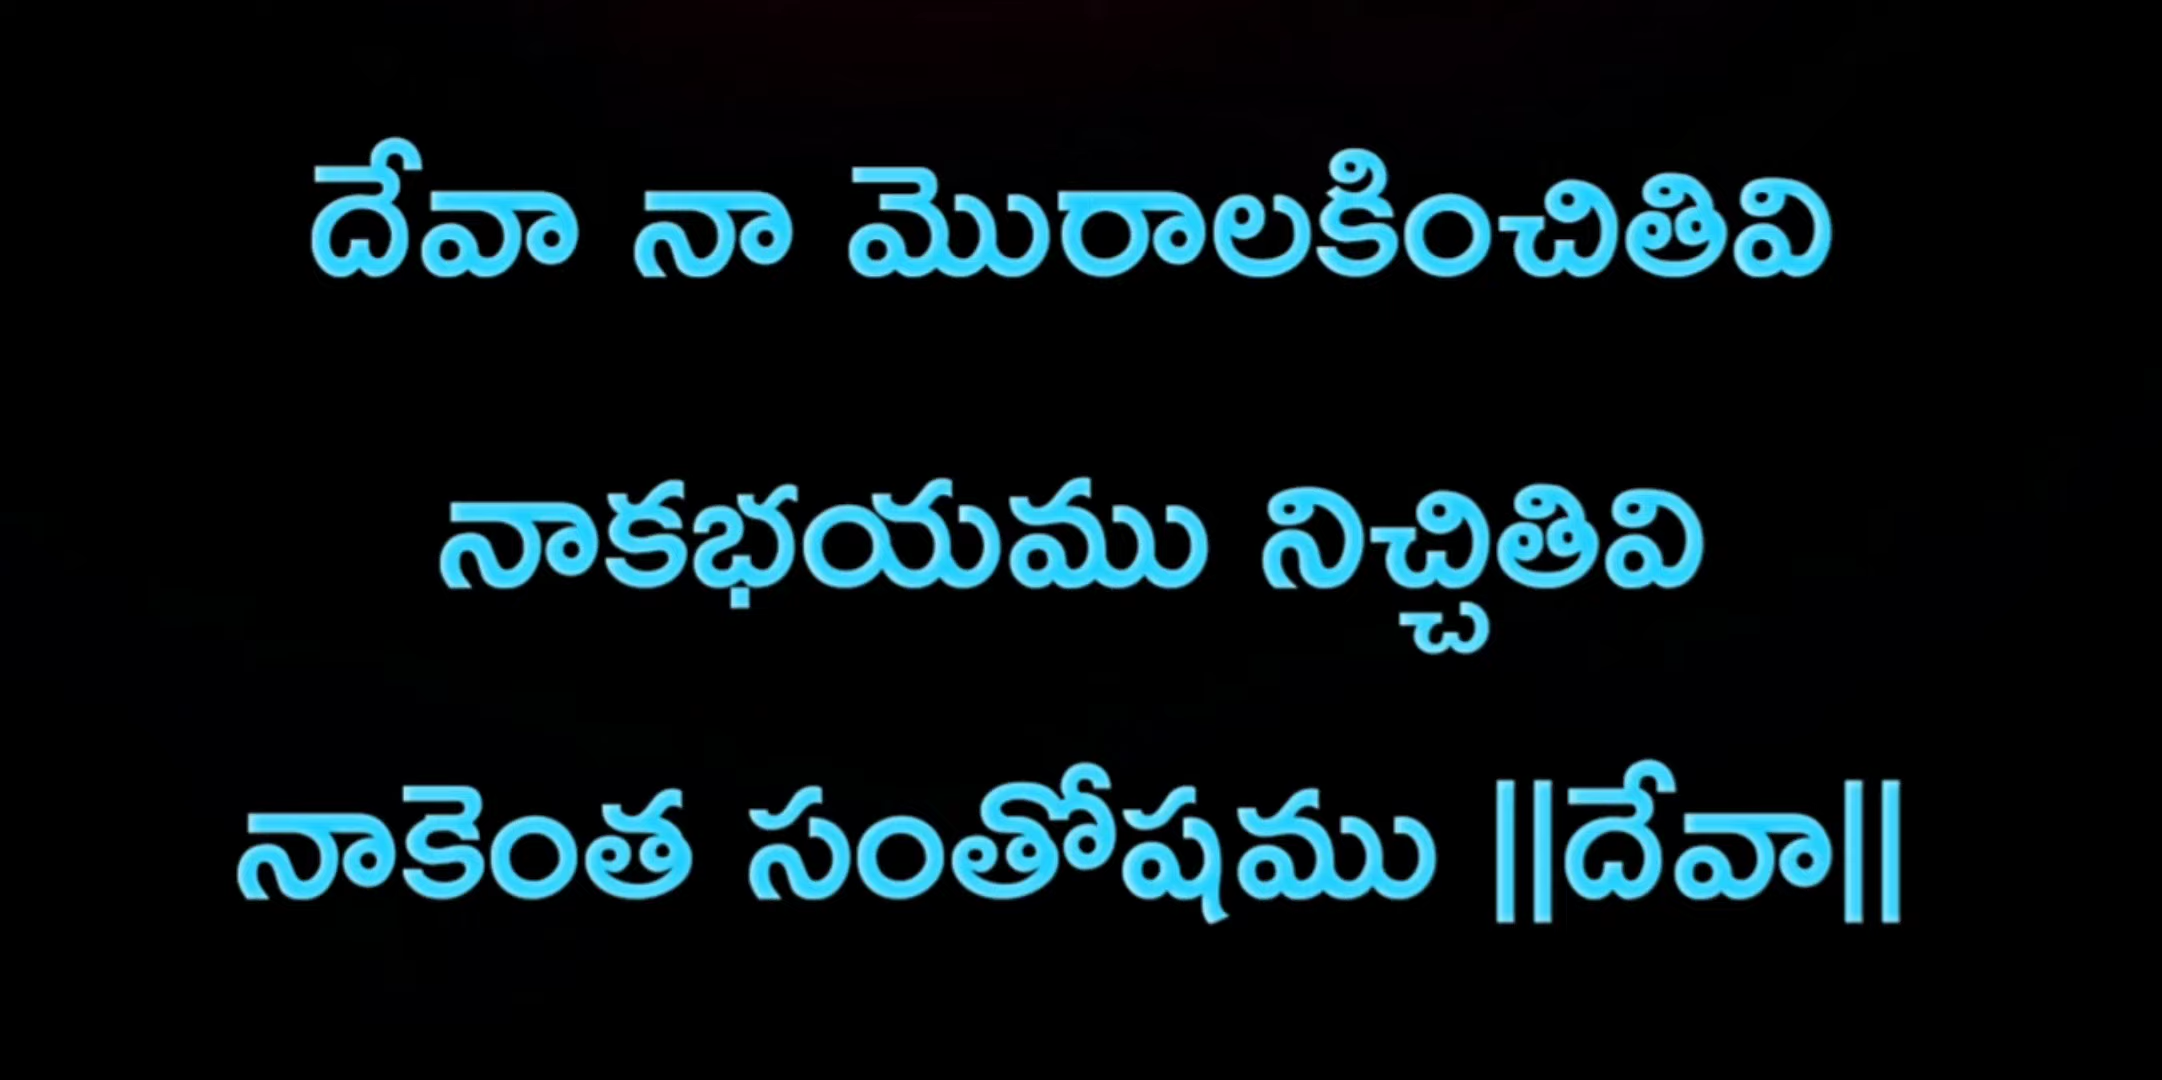 దేవా నా మొరాలకించితివి
నాకభయము నిచ్చితివి
నాకెంత సంతోషము ||దేవా||